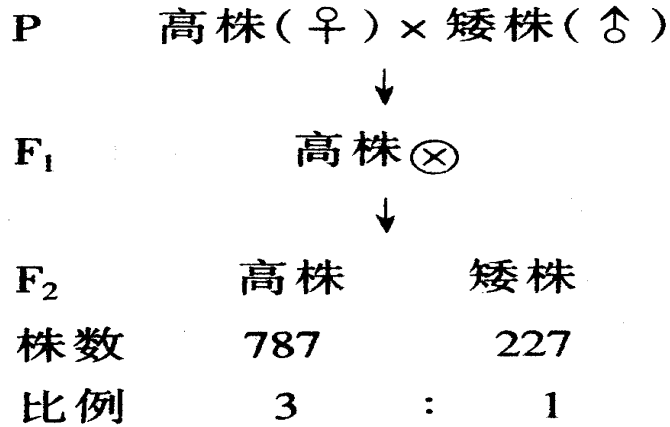 P 高株(♀)×矮株(♂)
↓
F₁ 高株⊗
↓
F₂ 高株 矮株
株数 787 227
比例 3 : 1